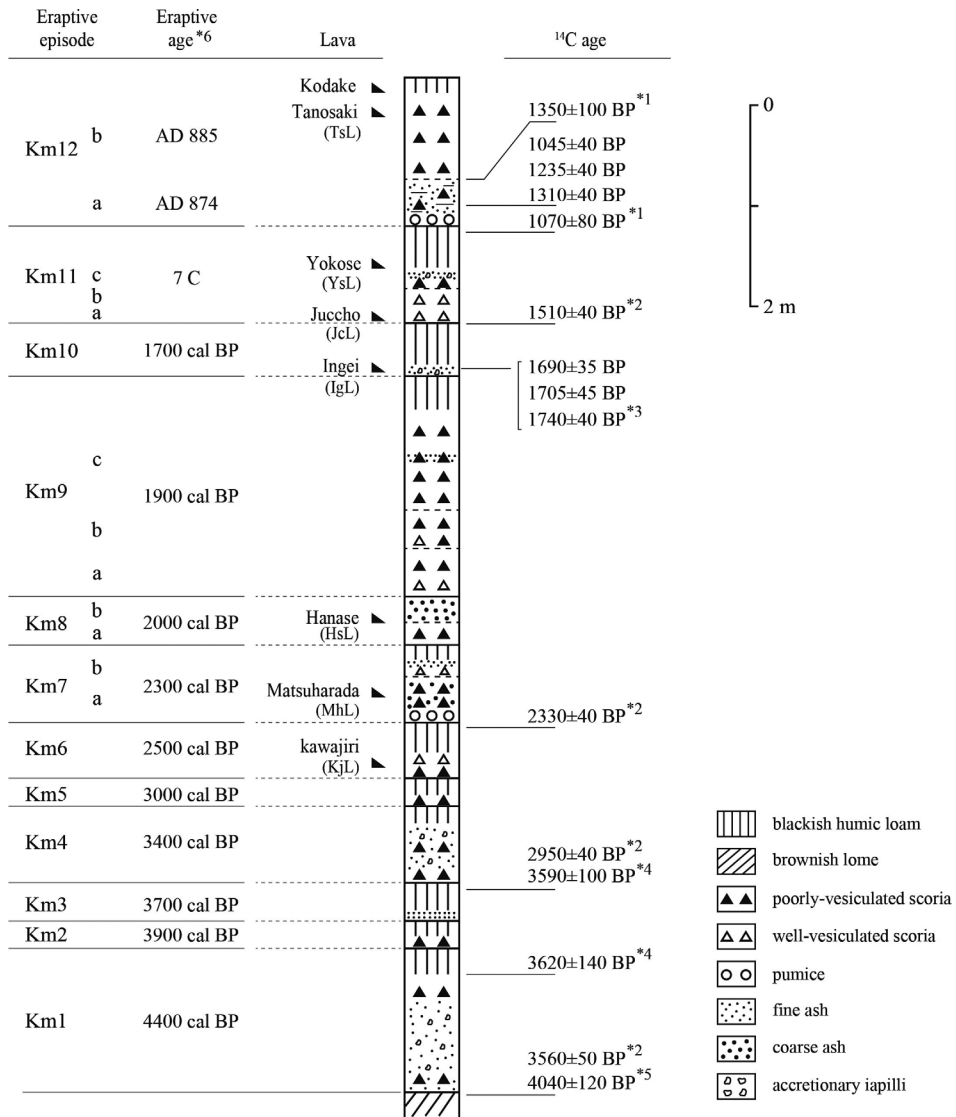 Eraptive episode
Eraptive age*6
Lava
14C age
Kodake
Tanosaki
(TsL)
1350±100 BP*1
0
Km12
b
AD 885
1045±40 BP
1235±40 BP
a
AD 874
1310±40 BP
1070±80 BP*1
Yokose
(YsL)
Km11
c
b
a
7 C
Juccho
(JcL)
1510±40 BP*2
2 m
Km10
1700 cal BP
Ingei
(IgL)
1690±35 BP
1705±45 BP
1740±40 BP*3
Km9
c
b
a
1900 cal BP
Km8
b
a
2000 cal BP
Hanase
(HsL)
Km7
b
a
2300 cal BP
Matsuharada
(MhL)
2330±40 BP*2
Km6
2500 cal BP
kawajiri
(KjL)
Km5
3000 cal BP
Km4
3400 cal BP
2950±40 BP*2
3590±100 BP*4
Km3
3700 cal BP
Km2
3900 cal BP
3620±140 BP*4
Km1
4400 cal BP
3560±50 BP*2
4040±120 BP*5
blackish humic loam
brownish lome
poorly-vesiculated scoria
well-vesiculated scoria
pumice
fine ash
coarse ash
accretionary iapilli